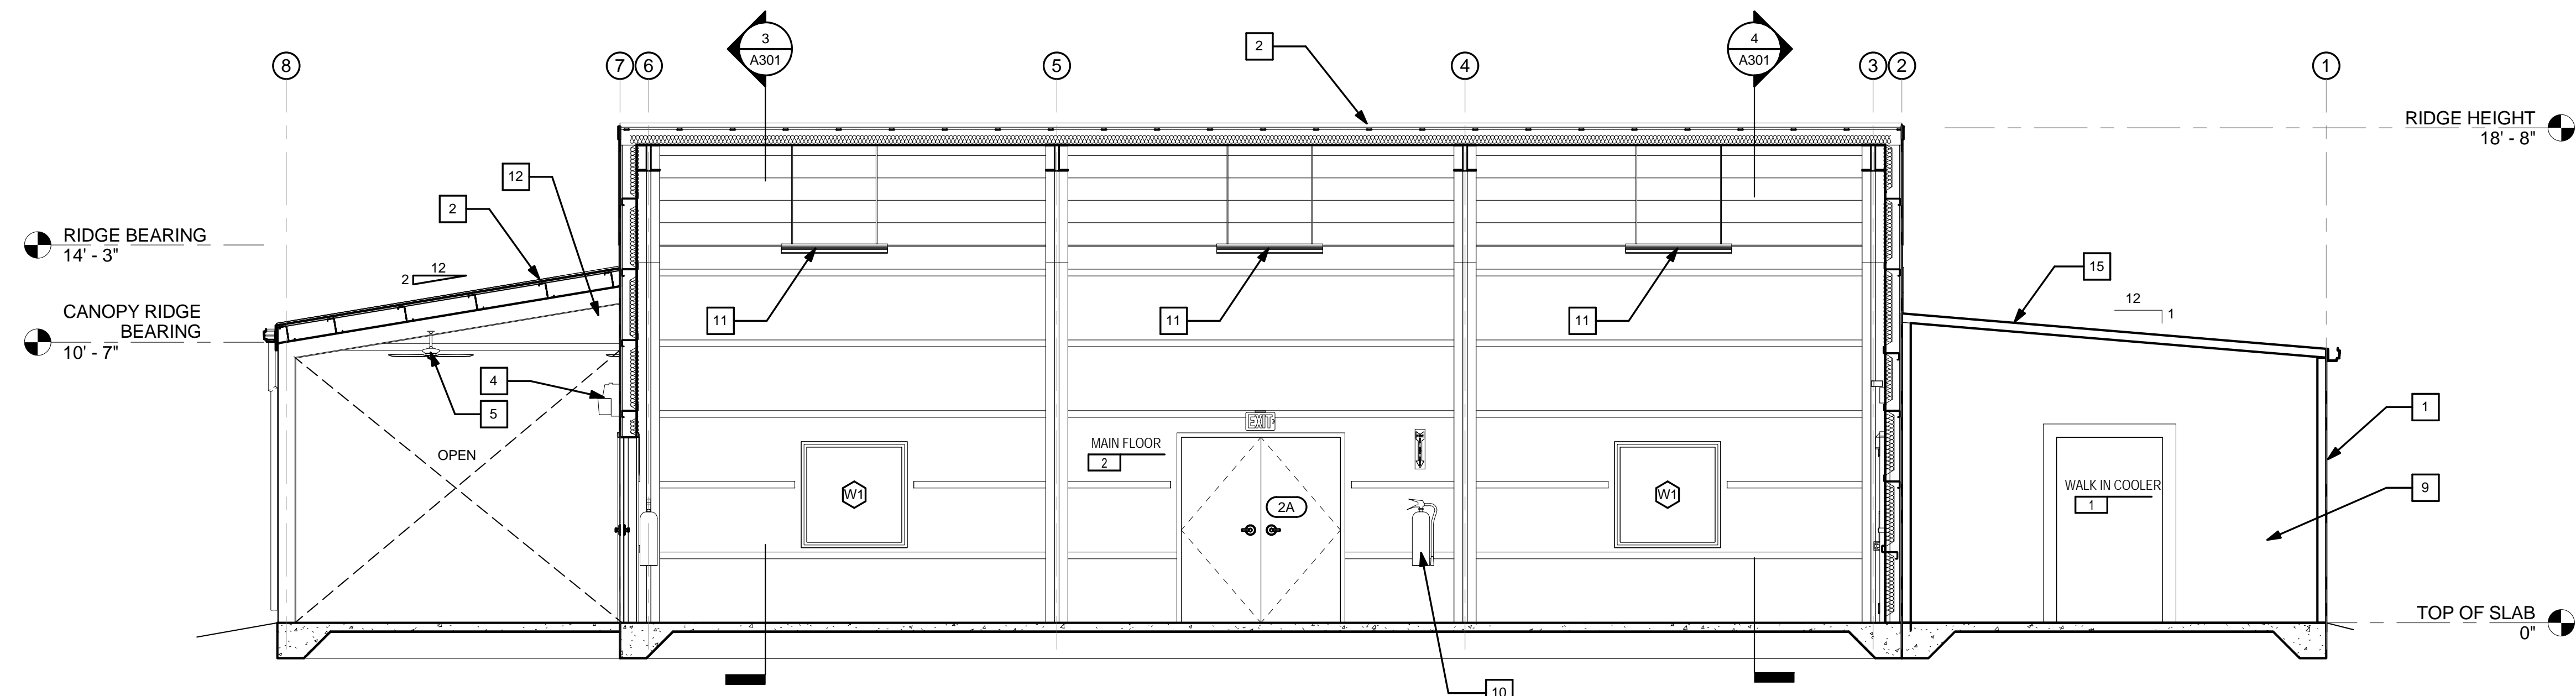 3
A301
4
A301
2
8
7
6
5
4
3
2
1
RIDGE HEIGHT
18' - 8"
12
2
RIDGE BEARING
14' - 3"
12
2
CANOPY RIDGE
BEARING
10' - 7"
11
11
11
15
12
1
4
5
OPEN
EXIT
MAIN FLOOR
2
W1
2A
W1
1
WALK IN COOLER
1
9
TOP OF SLAB
0"
10